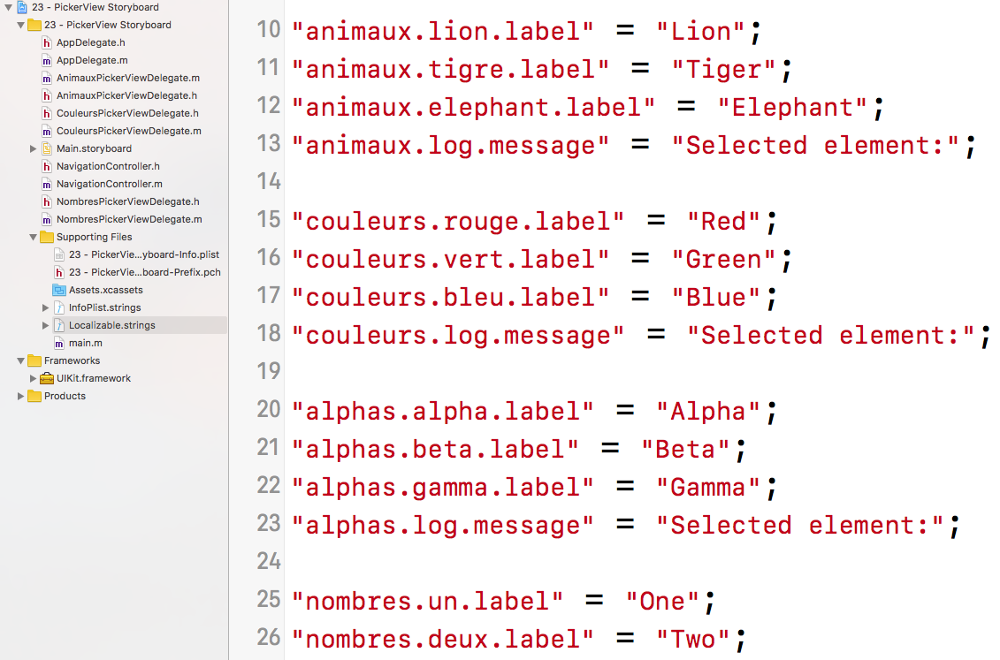 23 - PickerView Storyboard
23 - PickerView Storyboard
AppDelegate.h
AppDelegate.m
AnimauxPickerViewDelegate.m
AnimauxPickerViewDelegate.h
CouleursPickerViewDelegate.h
CouleursPickerViewDelegate.m
Main.storyboard
NavigationController.h
NavigationController.m
NombresPickerViewDelegate.h
NombresPickerViewDelegate.m
Supporting Files
23 - PickerVie...yboard-Info.plist
23 - PickerVie...board-Prefix.pch
Assets.xcassets
InfoPlist.strings
Localizable.strings
main.m
Frameworks
UIKit.framework
Products
10 "animaux.lion.label" = "Lion";
11 "animaux.tigre.label" = "Tiger";
12 "animaux.elephant.label" = "Elephant";
13 "animaux.log.message" = "Selected element:";
14
15 "couleurs.rouge.label" = "Red";
16 "couleurs.vert.label" = "Green";
17 "couleurs.bleu.label" = "Blue";
18 "couleurs.log.message" = "Selected element:";
19
20 "alphas.alpha.label" = "Alpha";
21 "alphas.beta.label" = "Beta";
22 "alphas.gamma.label" = "Gamma";
23 "alphas.log.message" = "Selected element:";
24
25 "nombres.un.label" = "One";
26 "nombres.deux.label" = "Two";